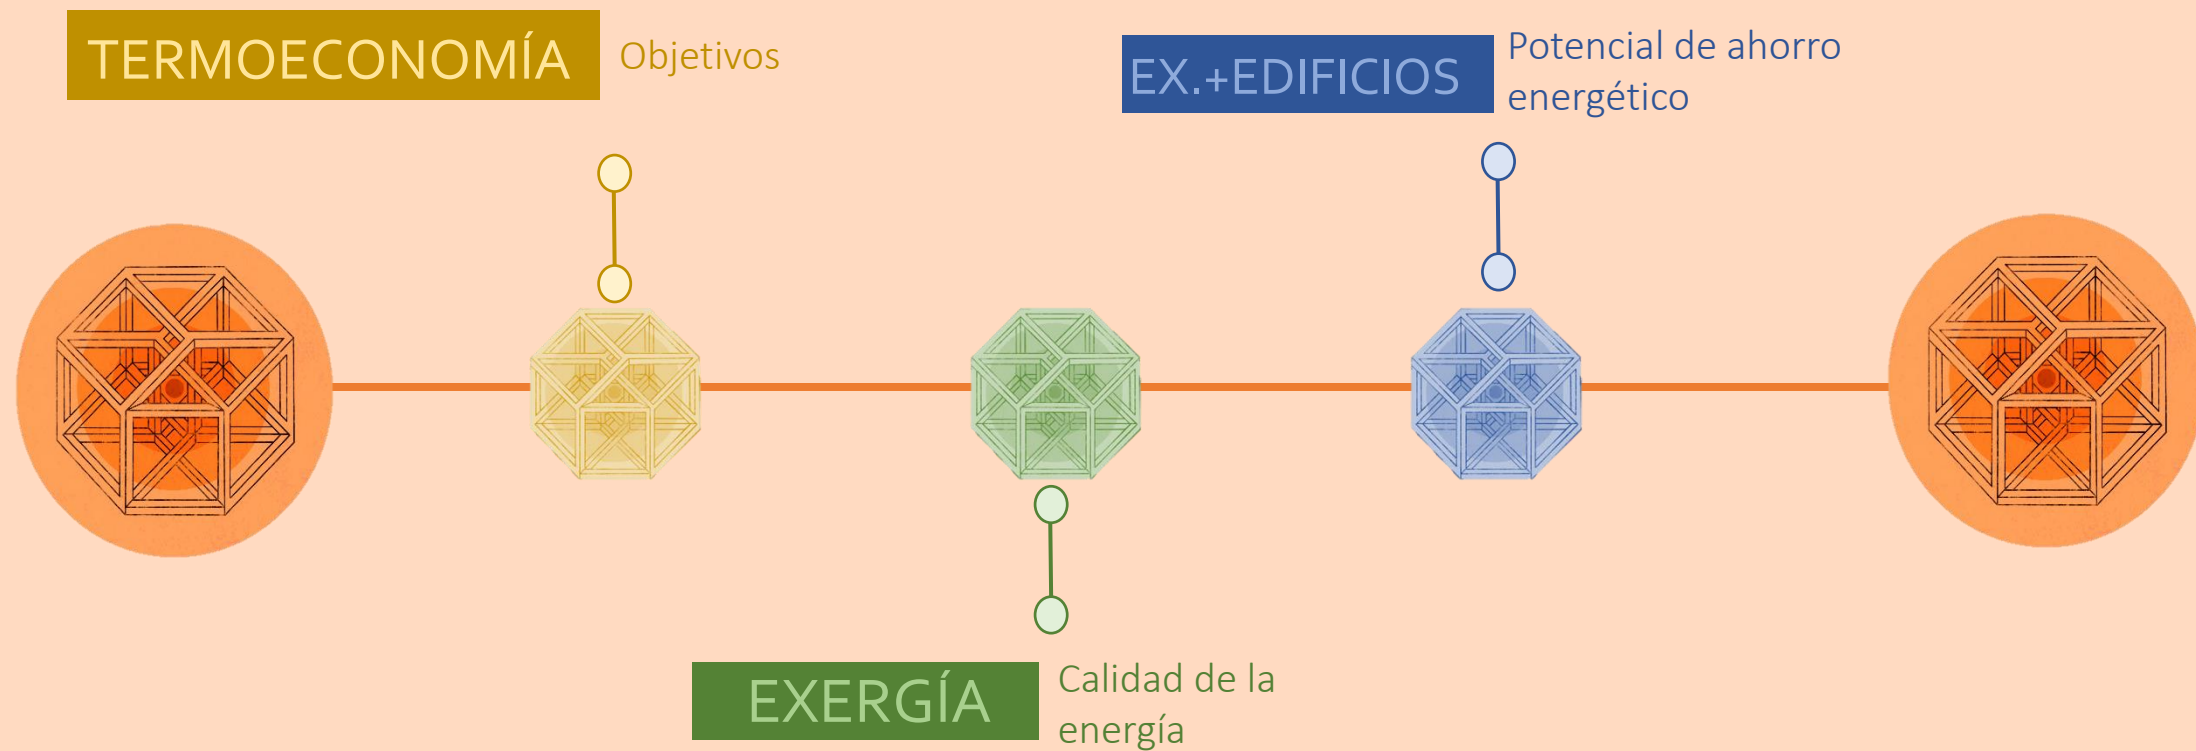 TERMOECONOMÍA
Objetivos
EX.+EDIFICIOS
Potencial de ahorro
energético
EXERGÍA
Calidad de la
energía